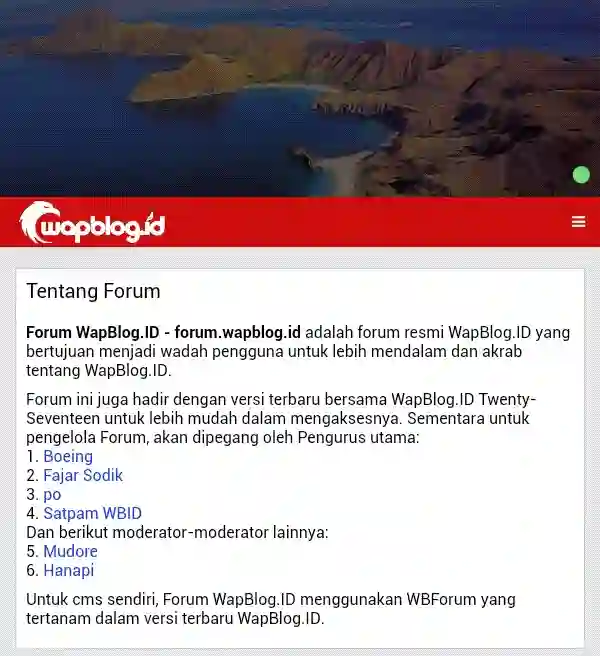 wapblog.id
Tentang Forum
Forum WapBlog.ID - forum.wapblog.id adalah forum resmi WapBlog.ID yang
bertujuan menjadi wadah pengguna untuk lebih mendalam dan akrab
tentang WapBlog.ID.
Forum ini juga hadir dengan versi terbaru bersama WapBlog.ID Twenty-
Seventeen untuk lebih mudah dalam mengaksesnya. Sementara untuk
pengelola Forum, akan dipegang oleh Pengurus utama:
1. Boeing
2. Fajar Sodik
3. po
4. Satpam WBID
Dan berikut moderator-moderator lainnya:
5. Mudore
6. Hanapi
Untuk cms sendiri, Forum WapBlog.ID menggunakan WBForum yang
tertanam dalam versi terbaru WapBlog.ID.